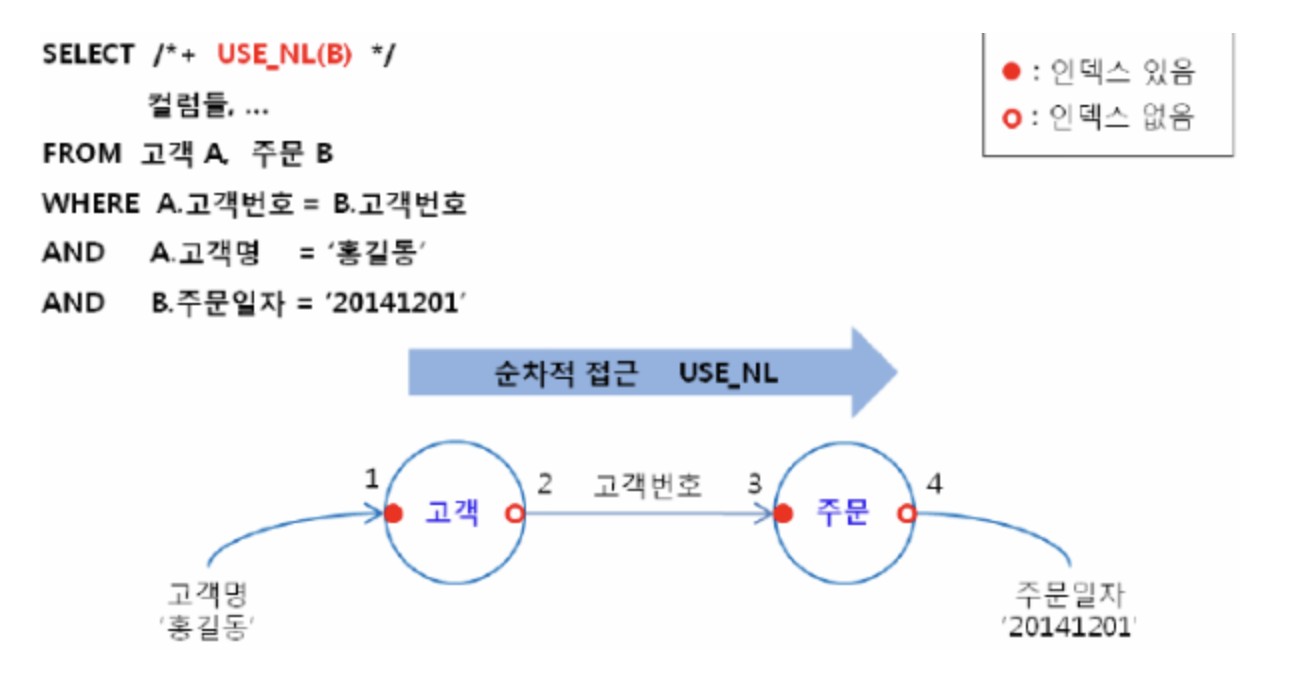 SELECT /*+ USE_NL(B) */
컬럼들, ...
FROM 고객 A, 주문 B
WHERE A.고객번호 = B.고객번호
AND A.고객명 = ‘홍길동’
AND B.주문일자 = ‘20141201’
● : 인덱스 있음
○ : 인덱스 없음
순차적 접근 USE_NL
1 고객 2 고객번호 3 주문 4
고객명
‘홍길동’
주문일자
‘20141201’